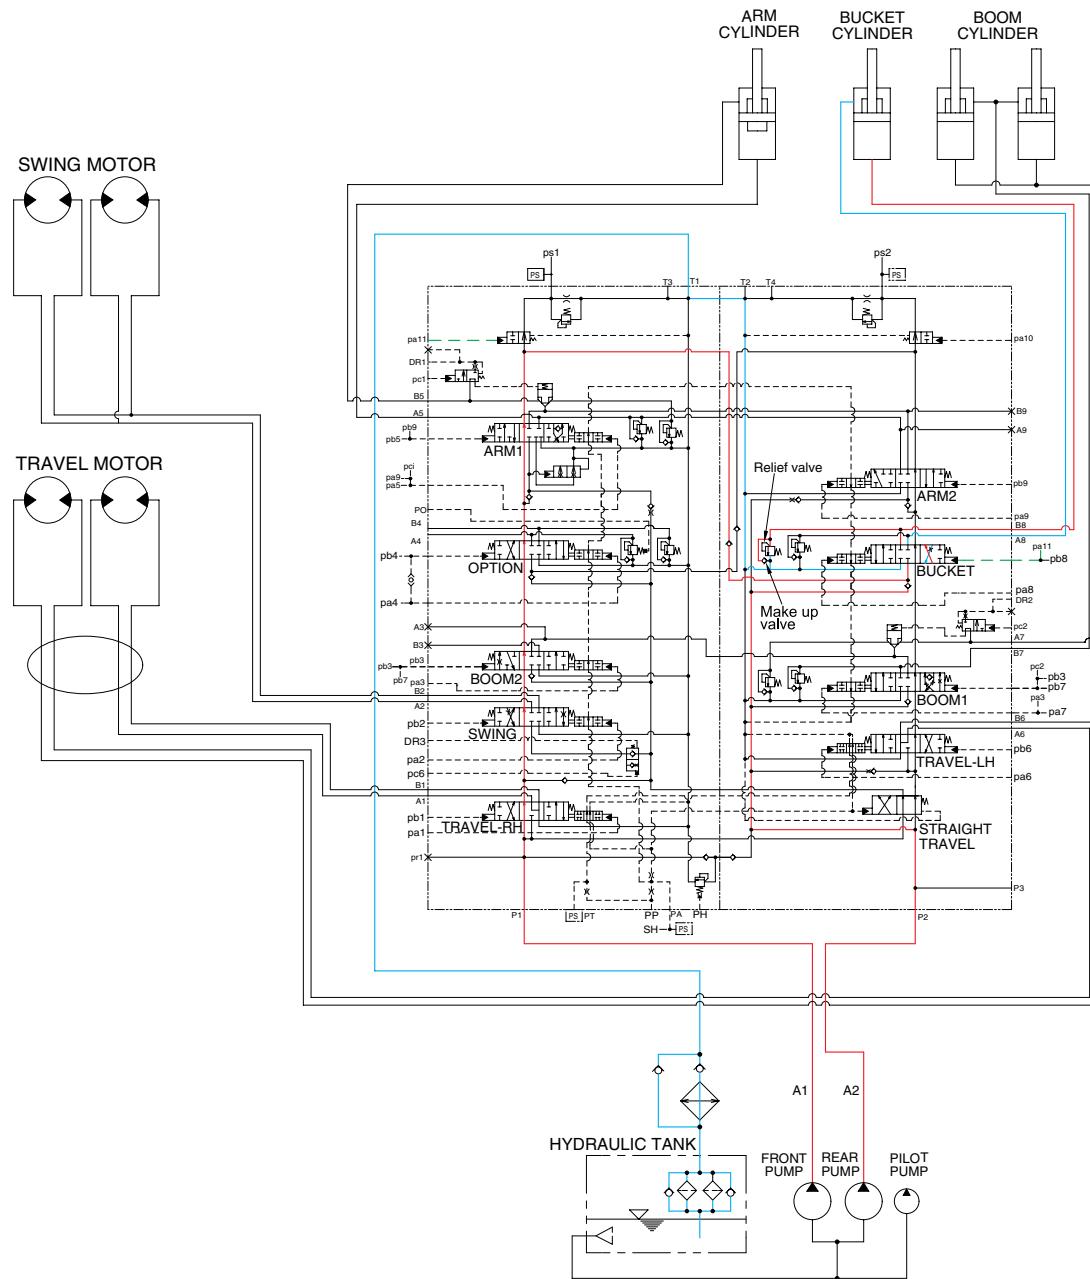 ARM
CYLINDER
BUCKET
CYLINDER
BOOM
CYLINDER
SWING MOTOR
TRAVEL MOTOR
ps1
PS
ps2
PS
T3
T1
T2
T4
pa11
DR1
pc1
B5
A5
pb9
pb5
ARM1
pci
pa9
pa5
PO
B4
A4
pb4
OPTION
pa4
A3
B3
pb3
pb3
pb7
pa3
B2
BOOM2
A2
pb2
SWING
DR3
pa2
pc6
B1
A1
pb1
TRAVEL-RH
pa1
pr1
pa10
B9
A9
Relief valve
ARM2
pb9
pa9
B8
A8
pa11
pb8
BUCKET
Make up
valve
pa8
DR2
pc2
A7
B7
pc2
pb3
pb7
pa3
pa7
BOOM1
B6
A6
pb6
TRAVEL-LH
pa6
STRAIGHT
TRAVEL
P3
P1
PS
PT
PP
PA
PH
P2
SH
PS
A1
A2
HYDRAULIC TANK
FRONT
PUMP
REAR
PUMP
PILOT
PUMP